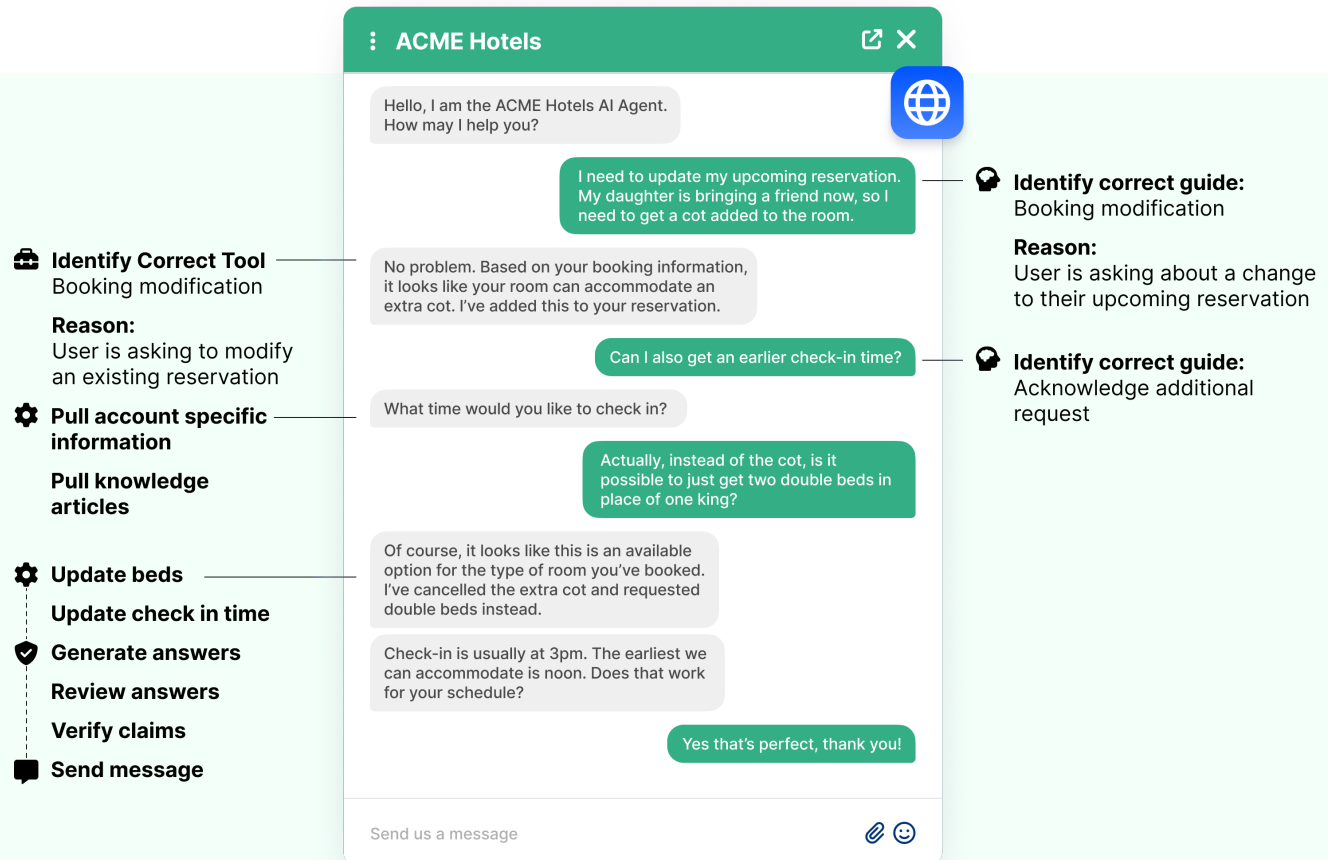 ACME Hotels
Hello, I am the ACME Hotels AI Agent.
How may I help you?
I need to update my upcoming reservation.
My daughter is bringing a friend now, so I
need to get a cot added to the room.
Identify correct guide:
Booking modification
Reason:
User is asking about a change
to their upcoming reservation
Identify Correct Tool
Booking modification
Reason:
User is asking to modify
an existing reservation
No problem. Based on your booking information,
it looks like your room can accommodate an
extra cot. I’ve added this to your reservation.
Can I also get an earlier check-in time?
Identify correct guide:
Acknowledge additional
request
Pull account specific
information
Pull knowledge
articles
What time would you like to check in?
Actually, instead of the cot, is it
possible to just get two double beds in
place of one king?
Update beds
Update check in time
Generate answers
Review answers
Verify claims
Send message
Of course, it looks like this is an available
option for the type of room you’ve booked.
I’ve cancelled the extra cot and requested
double beds instead.
Check-in is usually at 3pm. The earliest we
can accommodate is noon. Does that work
for your schedule?
Yes that’s perfect, thank you!
Send us a message